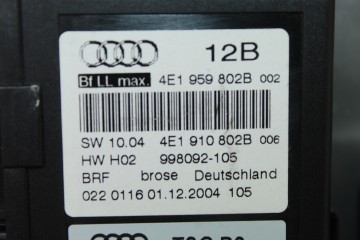 12B
Bf LL max. 4E1 959 802B 002
SW 10.04 4E1 910 802B 006
HW H02 998092-105
BRF brose Deutschland
022 0116 01.12.2004 105